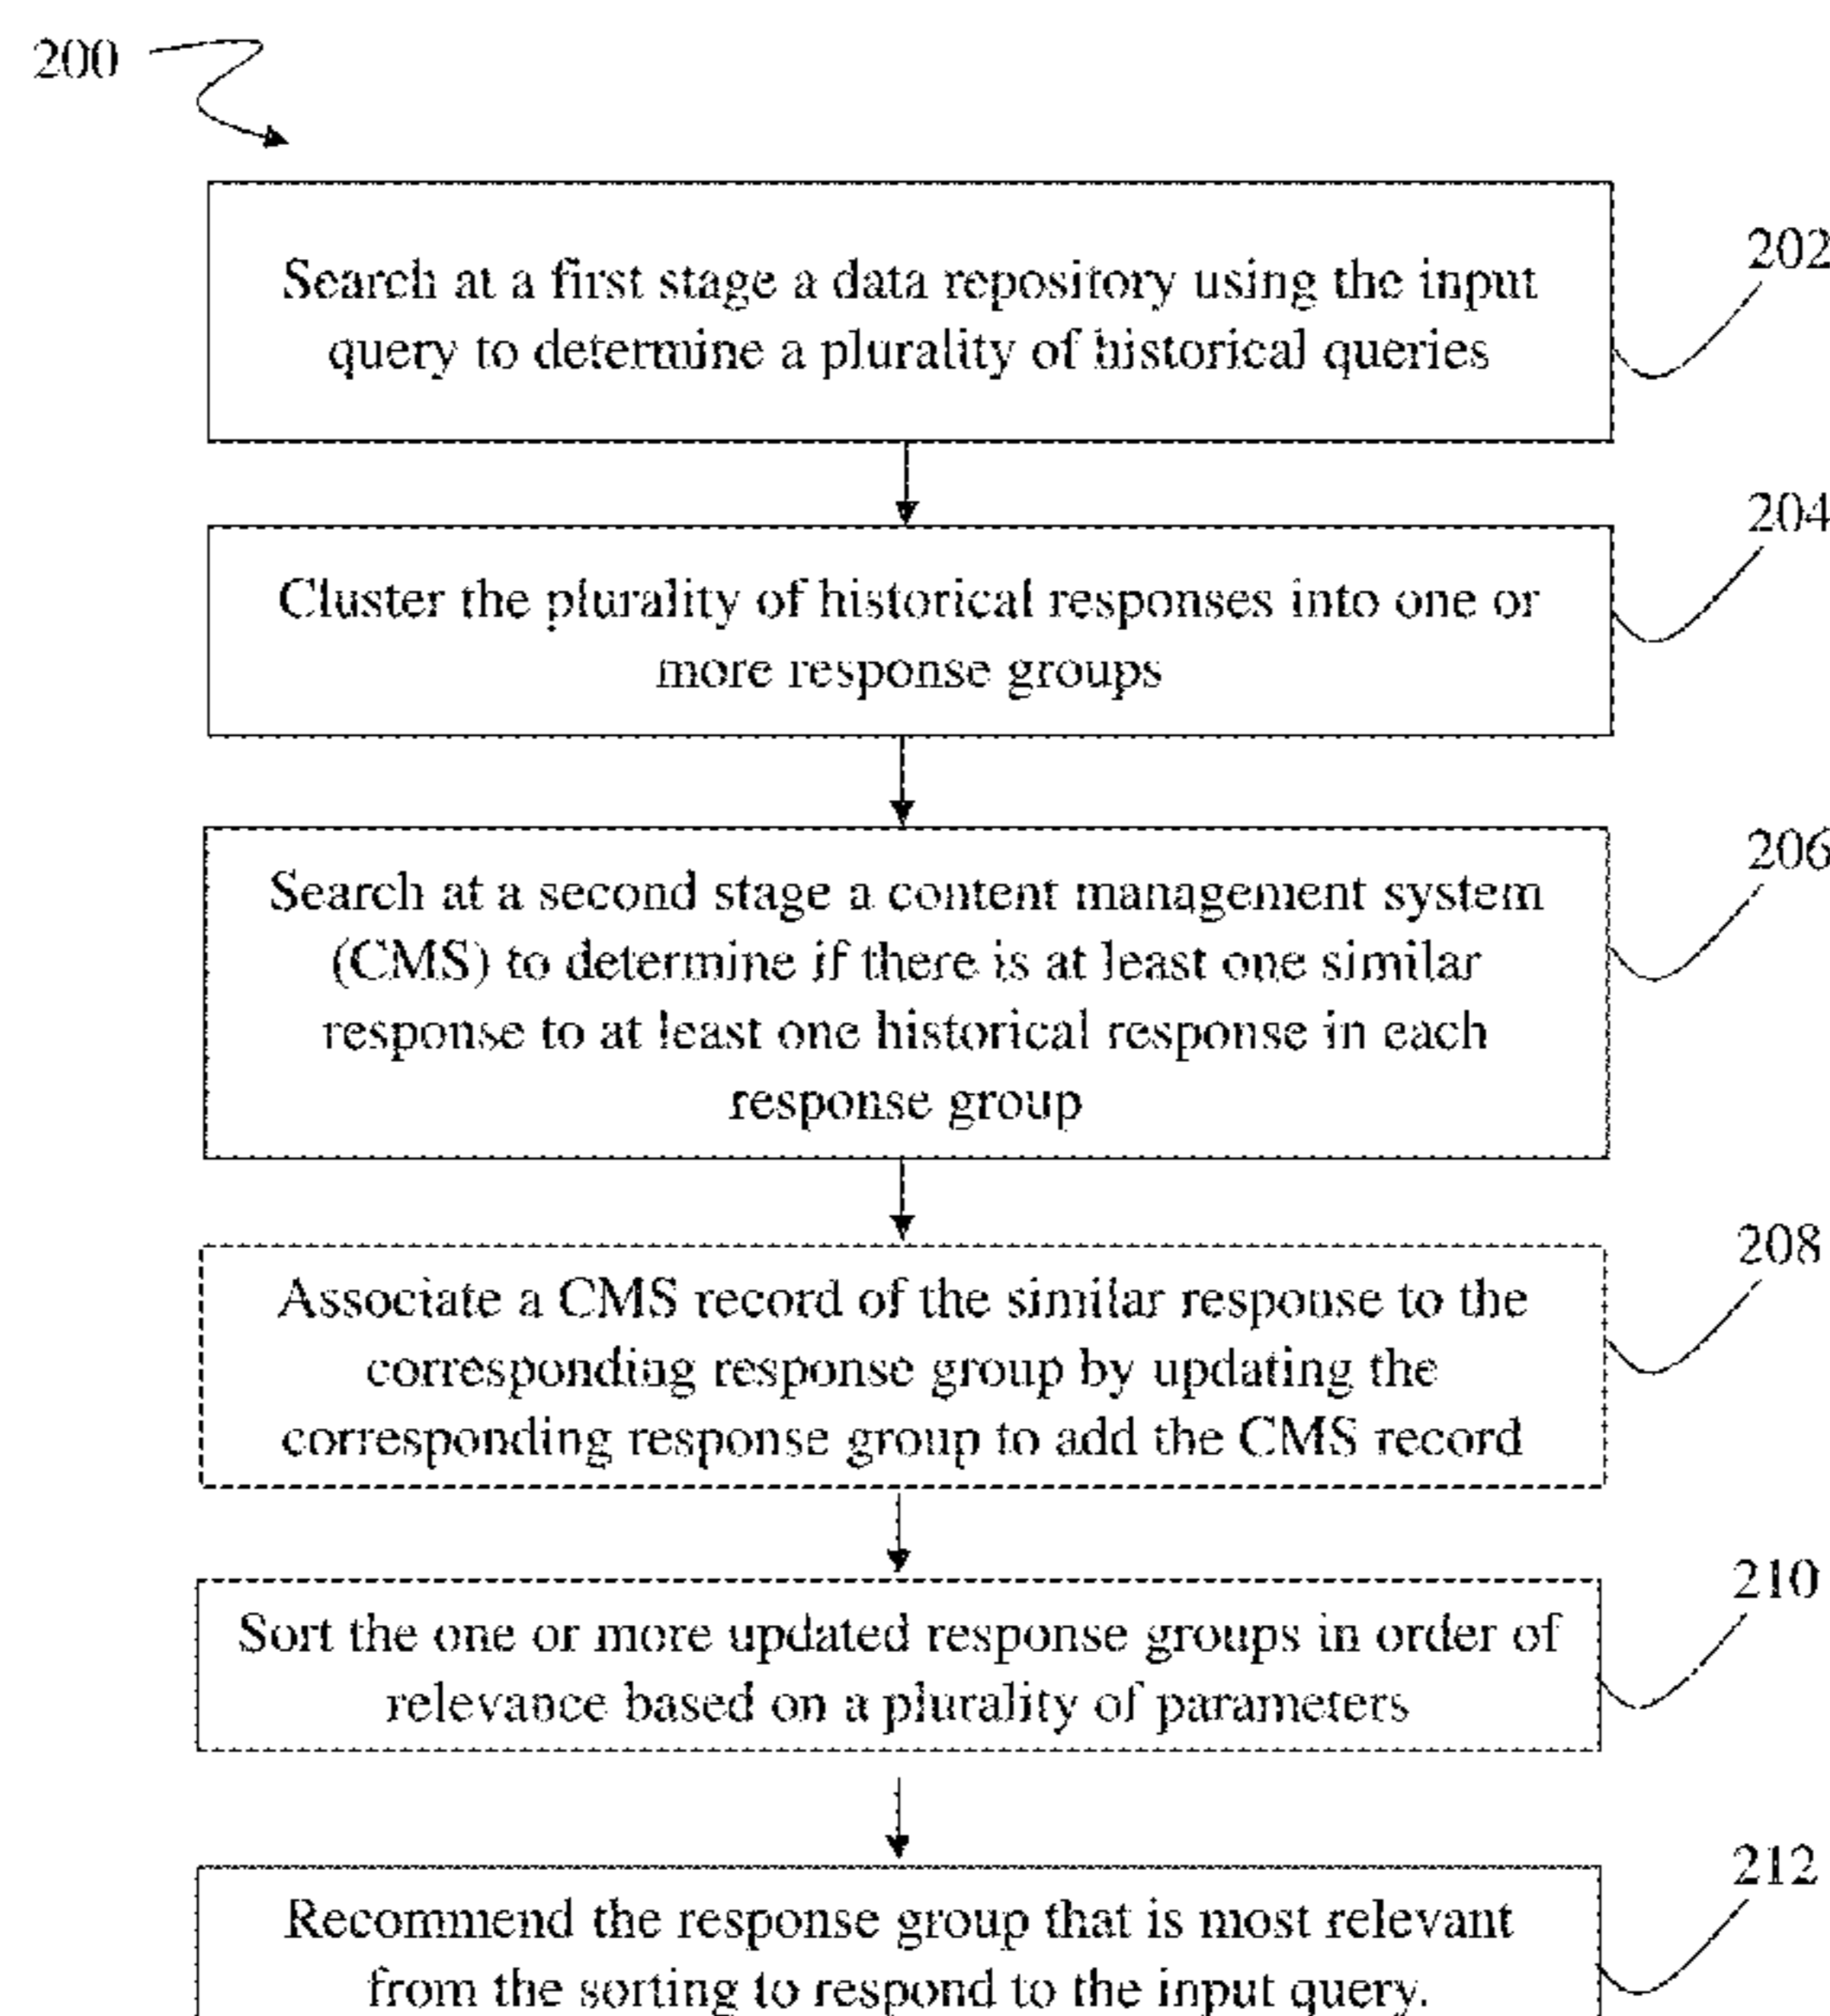 200
202
Search at a first stage a data repository using the input
query to determine a plurality of historical queries
204
Cluster the plurality of historical responses into one or
more response groups
206
Search at a second stage a content management system
(CMS) to determine if there is at least one similar
response to at least one historical response in each
response group
208
Associate a CMS record of the similar response to the
corresponding response group by updating the
corresponding response group to add the CMS record
210
Sort the one or more updated response groups in order of
relevance based on a plurality of parameters
212
Recommend the response group that is most relevant
from the sorting to respond to the input query.